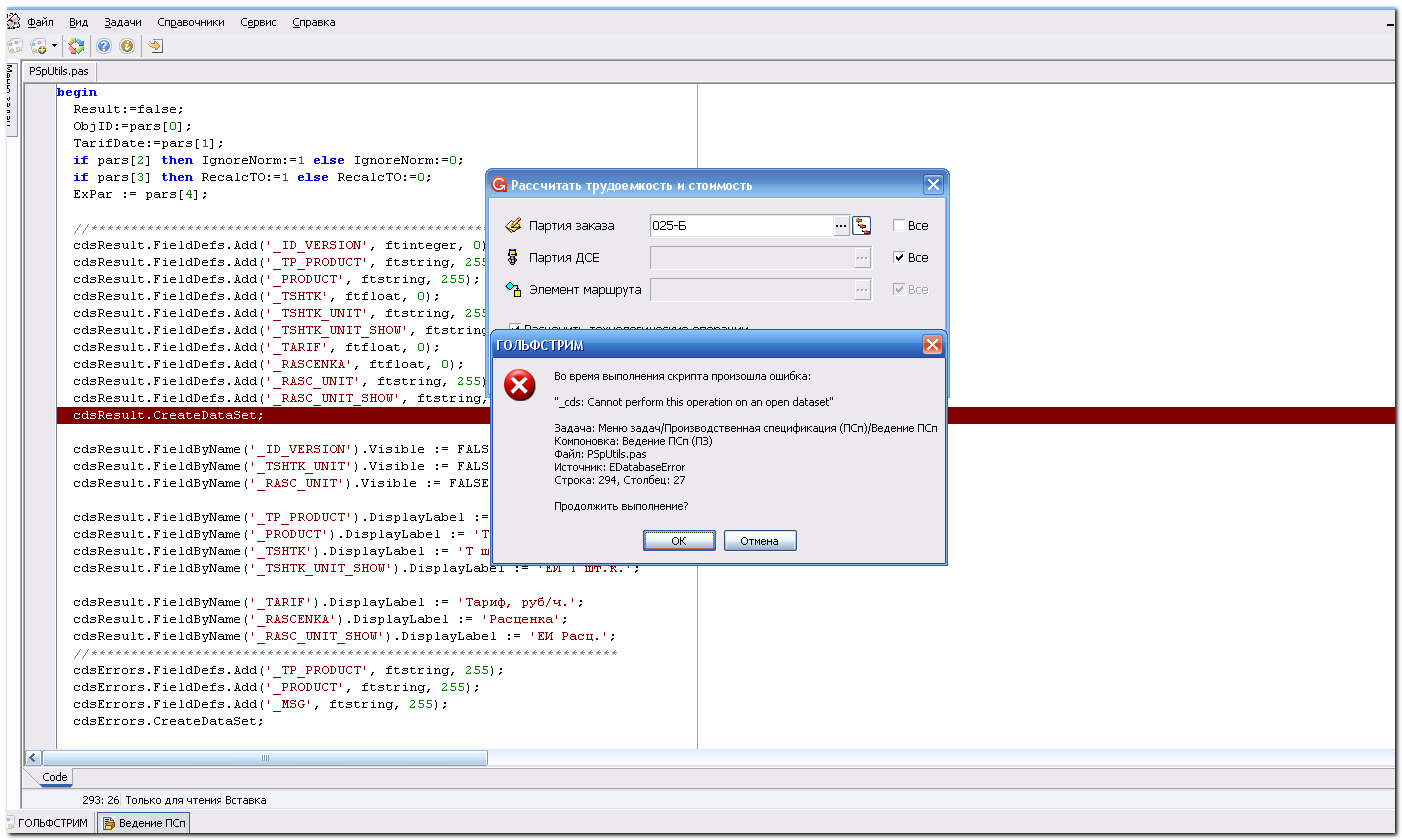 Файл Вид Задачи Справочники Сервис Справка
PSpUtils.pas
begin
Result:=false;
ObjID:=pars[0];
TarifDate:=pars[1];
if pars[2] then IgnoreNorm:=1 else IgnoreNorm:=0;
if pars[3] then RecalcTO:=1 else RecalcTO:=0;
ExPar := pars[4];
//**************************************************
cdsResult.FieldDefs.Add('_ID_VERSION', ftinteger, 0)
cdsResult.FieldDefs.Add('_TP_PRODUCT', ftstring, 255
cdsResult.FieldDefs.Add('_PRODUCT', ftstring, 255);
cdsResult.FieldDefs.Add('_TSHTK', ftfloat, 0);
cdsResult.FieldDefs.Add('_TSHTK_UNIT', ftstring, 255
cdsResult.FieldDefs.Add('_TSHTK_UNIT_SHOW', ftstring
cdsResult.FieldDefs.Add('_TARIF', ftfloat, 0);
cdsResult.FieldDefs.Add('_RASCENKA', ftfloat, 0);
cdsResult.FieldDefs.Add('_RASC_UNIT', ftstring, 255)
cdsResult.FieldDefs.Add('_RASC_UNIT_SHOW', ftstring,
cdsResult.CreateDataSet;
cdsResult.FieldByName('_ID_VERSION').Visible := FALS
cdsResult.FieldByName('_TSHTK_UNIT').Visible := FALS
cdsResult.FieldByName('_RASC_UNIT').Visible := FALSE
cdsResult.FieldByName('_TP_PRODUCT').DisplayLabel :=
cdsResult.FieldByName('_PRODUCT').DisplayLabel := 'Т
cdsResult.FieldByName('_TSHTK').DisplayLabel := 'Т ш
cdsResult.FieldByName('_TSHTK_UNIT_SHOW').DisplayLabel := 'ЕИ Т шт.к.';
cdsResult.FieldByName('_TARIF').DisplayLabel := 'Тариф, руб/ч.';
cdsResult.FieldByName('_RASCENKA').DisplayLabel := 'Расценка';
cdsResult.FieldByName('_RASC_UNIT_SHOW').DisplayLabel := 'ЕИ Расц.';
//******************************************************************
cdsErrors.FieldDefs.Add('_TP_PRODUCT', ftstring, 255);
cdsErrors.FieldDefs.Add('_PRODUCT', ftstring, 255);
cdsErrors.FieldDefs.Add('_MSG', ftstring, 255);
cdsErrors.CreateDataSet;
Рассчитать трудоемкость и стоимость
Партия заказа 025-Б ... Все
Партия ДСЕ ... Все
Элемент маршрута ... Все
ГОЛЬФСТРИМ
Во время выполнения скрипта произошла ошибка:
"_cds: Cannot perform this operation on an open dataset"
Задача: Меню задач/Производственная спецификация (ПСп)/Ведение ПСп
Компоновка: Ведение ПСп (ПЗ)
Файл: PSpUtils.pas
Источник: EDatabaseError
Строка: 294, Столбец: 27
Продолжить выполнение?
ОК Отмена
Code
293: 26 Только для чтения Вставка
ГОЛЬФСТРИМ Ведение ПСп